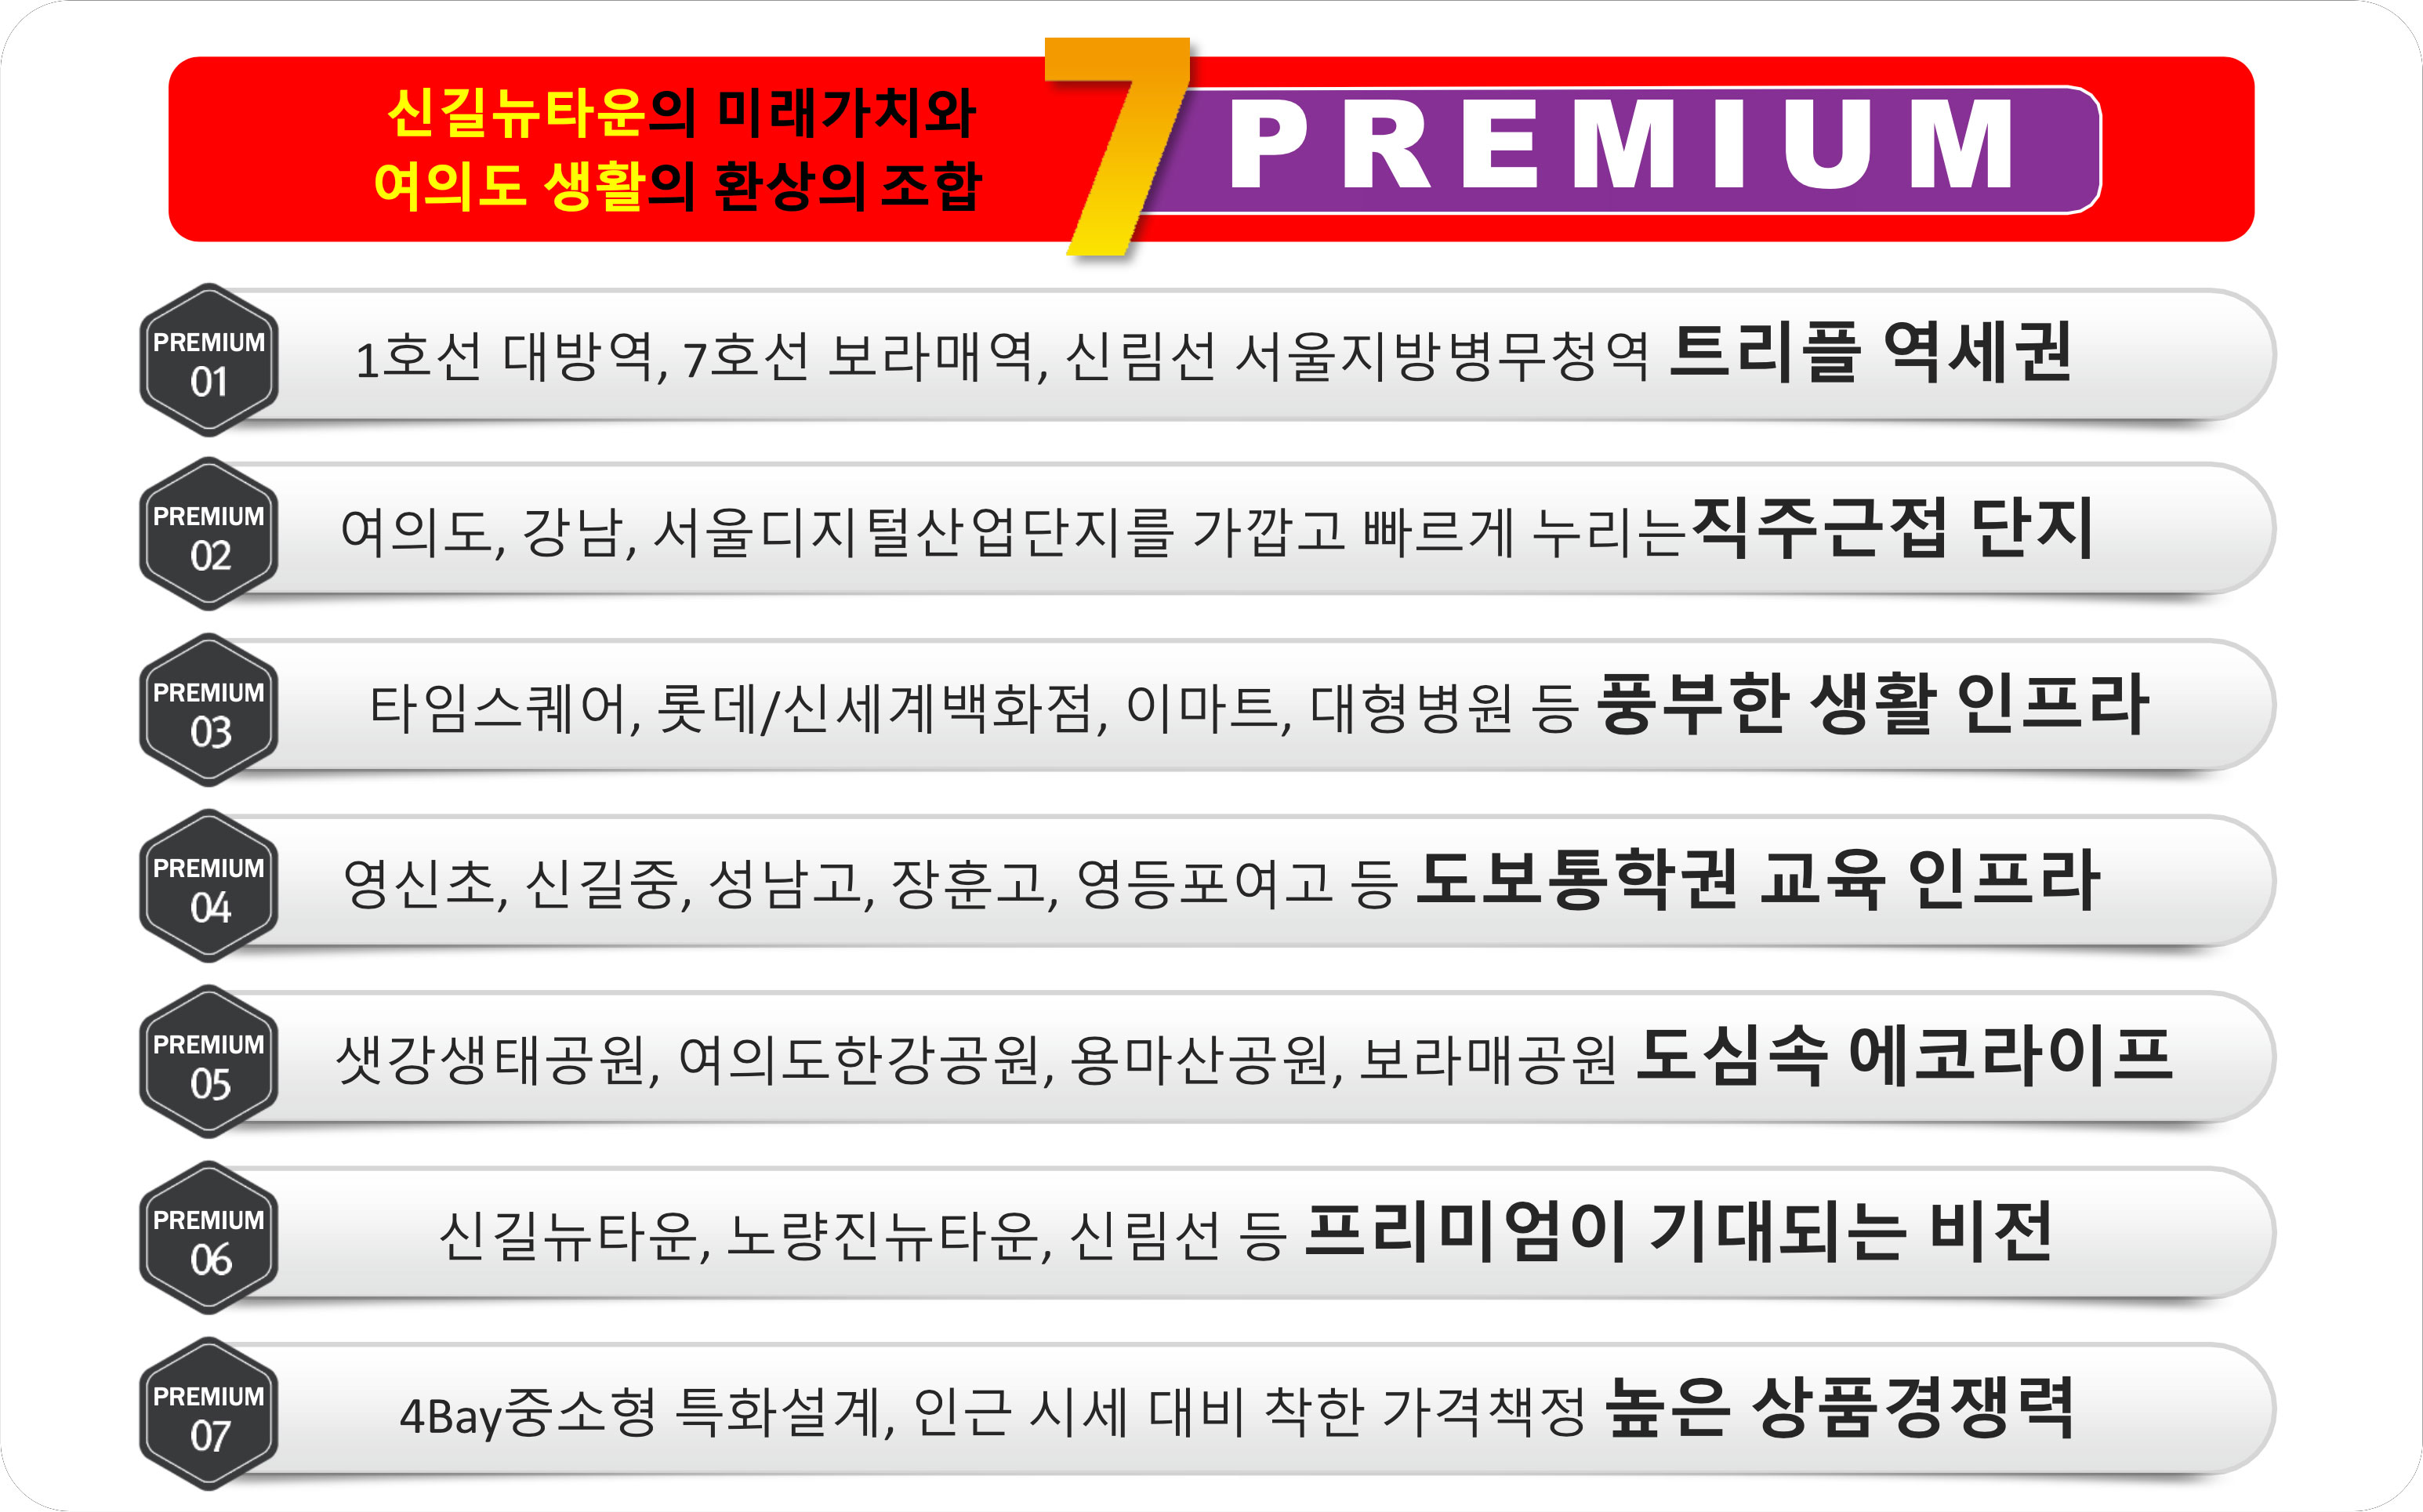 신길뉴타운의 미래가치와
여의도 생활의 환상의 조합
7 PREMIUM
PREMIUM
01
1호선 대방역, 7호선 보라매역, 신림선 서울지방병무청역 트리플 역세권
PREMIUM
02
여의도, 강남, 서울디지털산업단지를 가깝고 빠르게 누리는직주근접 단지
PREMIUM
03
타임스퀘어, 롯데/신세계백화점, 이마트, 대형병원 등 풍부한 생활 인프라
PREMIUM
04
영신초, 신길중, 성남고, 장훈고, 영등포여고 등 도보통학권 교육 인프라
PREMIUM
05
샛강생태공원, 여의도한강공원, 용마산공원, 보라매공원 도심속 에코라이프
PREMIUM
06
신길뉴타운, 노량진뉴타운, 신림선 등 프리미엄이 기대되는 비전
PREMIUM
07
4Bay중소형 특화설계, 인근 시세 대비 착한 가격책정 높은 상품경쟁력